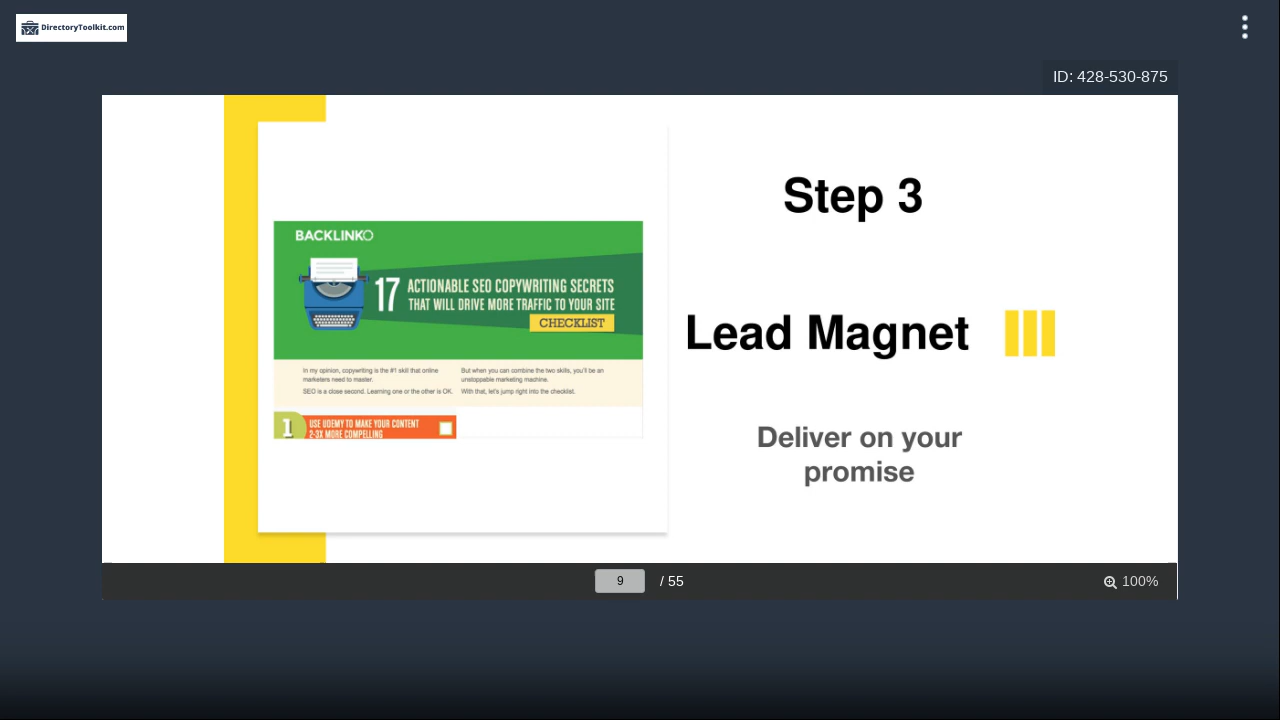 DirectoryToolkit.com
ID: 428-530-875
BACKLINKO
17 ACTIONABLE SEO COPYWRITING SECRETS
THAT WILL DRIVE MORE TRAFFIC TO YOUR SITE
CHECKLIST
In my opinion, copywriting is the #1 skill that online
marketers need to master.
SEO is a close second. Learning one or the other is OK.
But when you can combine the two skills, you'll be an
unstoppable marketing machine.
With that, let's jump right into the checklist.
1 USE UDEMY TO MAKE YOUR CONTENT
2-3X MORE COMPELLING
Step 3
Lead Magnet
Deliver on your
promise
9 / 55
100%